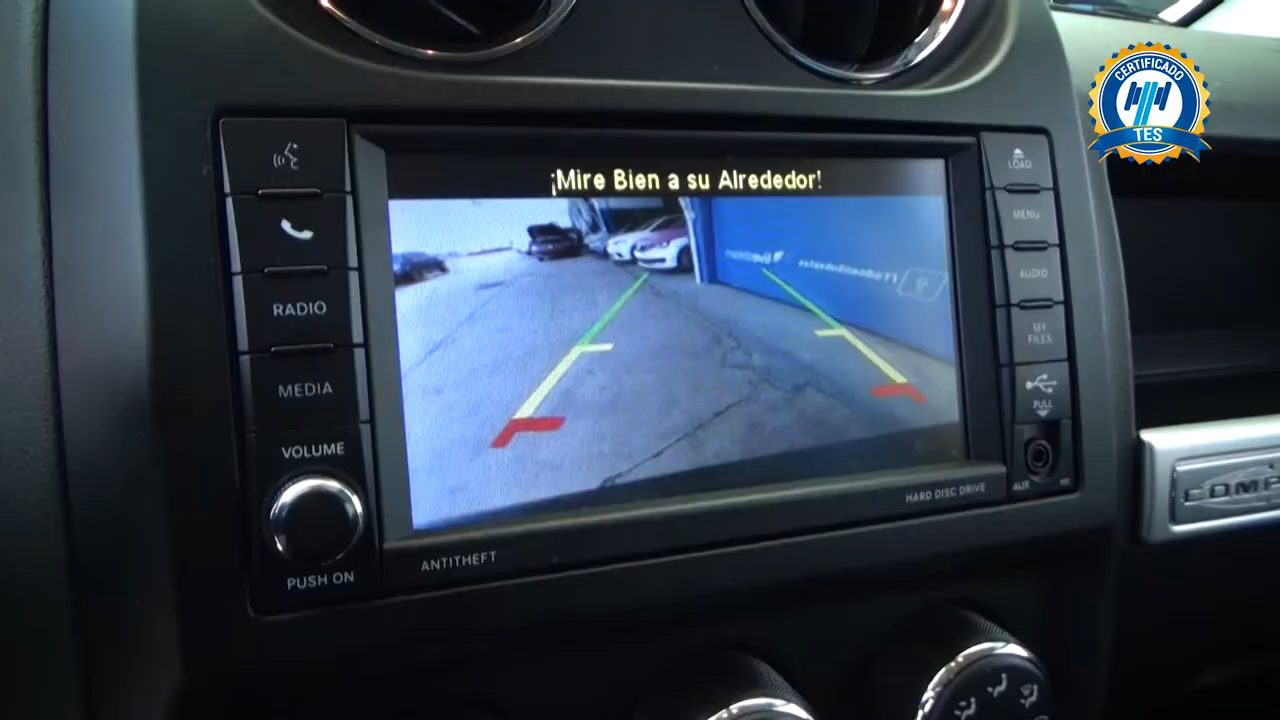 CERTIFICADO
TES
¡Mire Bien a su Alrededor!
LOAD
MENU
AUDIO
MY
FILES
PULL
AUX
RADIO
MEDIA
VOLUME
PUSH ON
ANTITHEFT
HARD DISC DRIVE